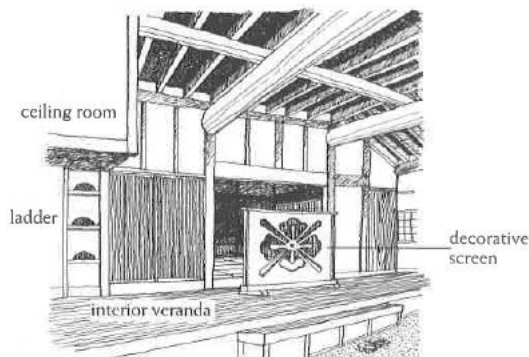 ceiling room
ladder
decorative
screen
interior veranda